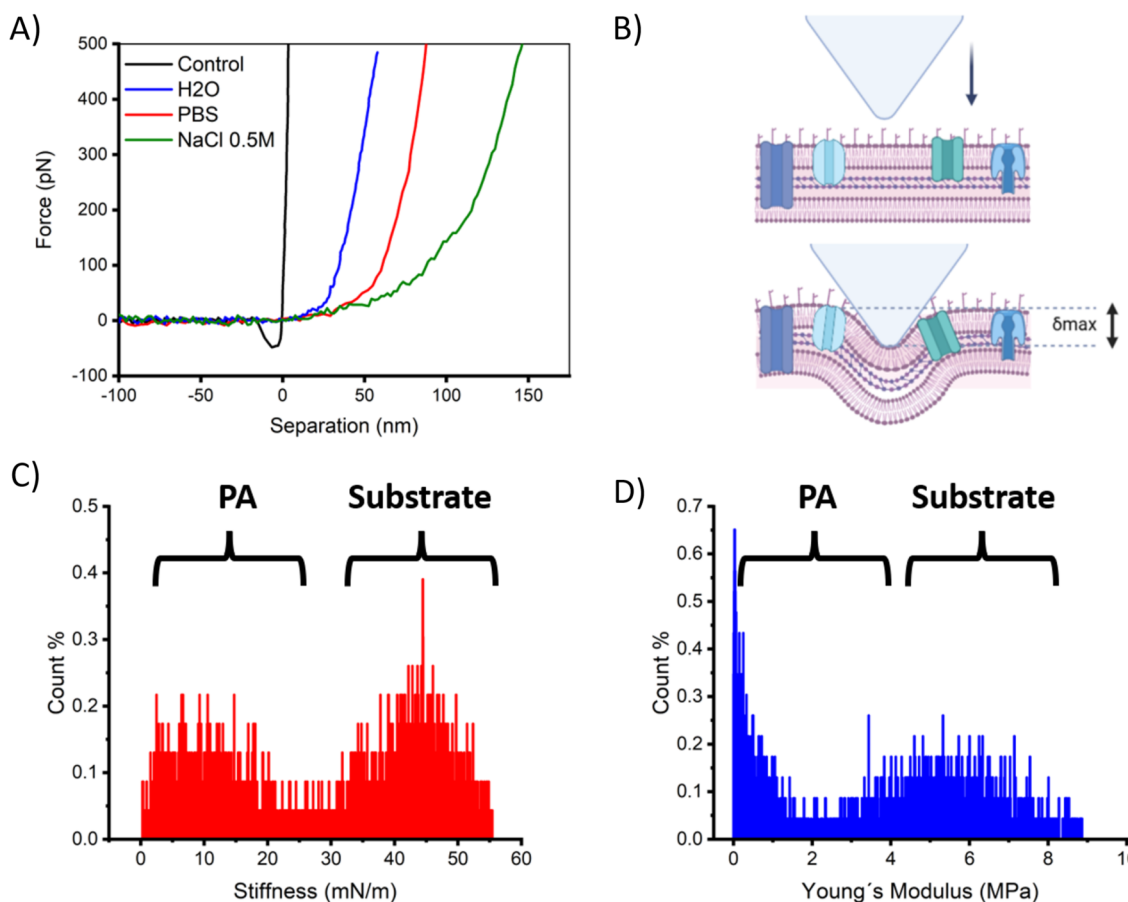 A)
500
400
300
200
100
0
-100
Force (pN)
Control
H2O
PBS
NaCl 0.5M
-100
-50
0
50
100
150
Separation (nm)
B)
δmax
C)
PA
Substrate
0.5
0.4
0.3
0.2
0.1
0.0
Count %
0
10
20
30
40
50
60
Stiffness (mN/m)
D)
PA
Substrate
0.7
0.6
0.5
0.4
0.3
0.2
0.1
0.0
Count %
0
2
4
6
8
10
Young´s Modulus (MPa)